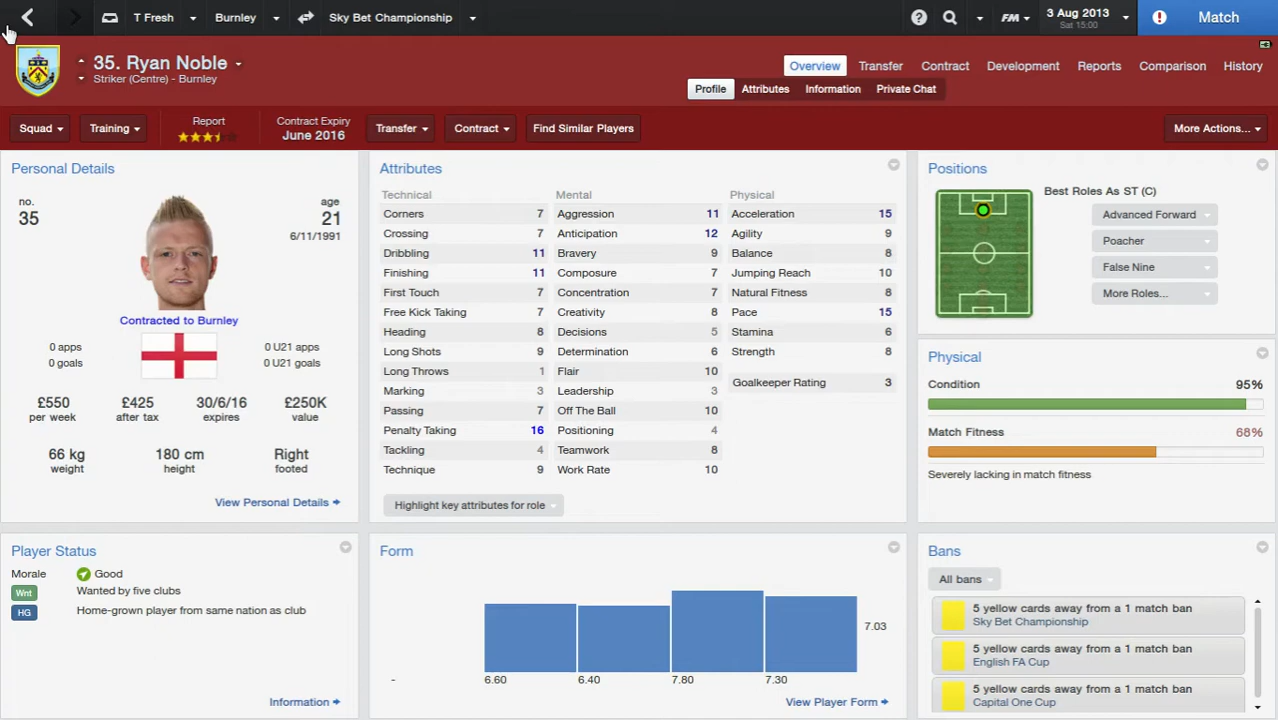 T Fresh Burnley Sky Bet Championship FM 3 Aug 2013 Match
Sat 15:00
35. Ryan Noble
Striker (Centre) - Burnley
Overview Transfer Contract Development Reports Comparison History
Profile Attributes Information Private Chat
Squad Training Report Contract Expiry June 2016 Transfer Contract Find Similar Players More Actions...
Personal Details
no. 35
age 21
6/11/1991
Contracted to Burnley
0 apps 0 U21 apps
0 goals 0 U21 goals
£550 £425 30/6/16 £250K
per week after tax expires value
66 kg 180 cm Right
weight height footed
View Personal Details
Attributes
Technical Mental Physical
Corners 7 Aggression 11 Acceleration 15
Crossing 7 Anticipation 12 Agility 9
Dribbling 11 Bravery 9 Balance 8
Finishing 11 Composure 7 Jumping Reach 10
First Touch 7 Concentration 7 Natural Fitness 8
Free Kick Taking 7 Creativity 8 Pace 15
Heading 8 Decisions 5 Stamina 6
Long Shots 9 Determination 6 Strength 8
Long Throws 1 Flair 10
Goalkeeper Rating 3
Marking 3 Leadership 3
Passing 7 Off The Ball 10
Penalty Taking 16 Positioning 4
Tackling 4 Teamwork 8
Technique 9 Work Rate 10
Highlight key attributes for role
Positions
Best Roles As ST (C)
Advanced Forward
Poacher
False Nine
More Roles...
Physical
Condition 95%
Match Fitness 68%
Severely lacking in match fitness
Player Status
Morale Good
Wnt Wanted by five clubs
HG Home-grown player from same nation as club
Information
Form
7.03
- 6.60 6.40 7.80 7.30
View Player Form
Bans
All bans
5 yellow cards away from a 1 match ban
Sky Bet Championship
5 yellow cards away from a 1 match ban
English FA Cup
5 yellow cards away from a 1 match ban
Capital One Cup